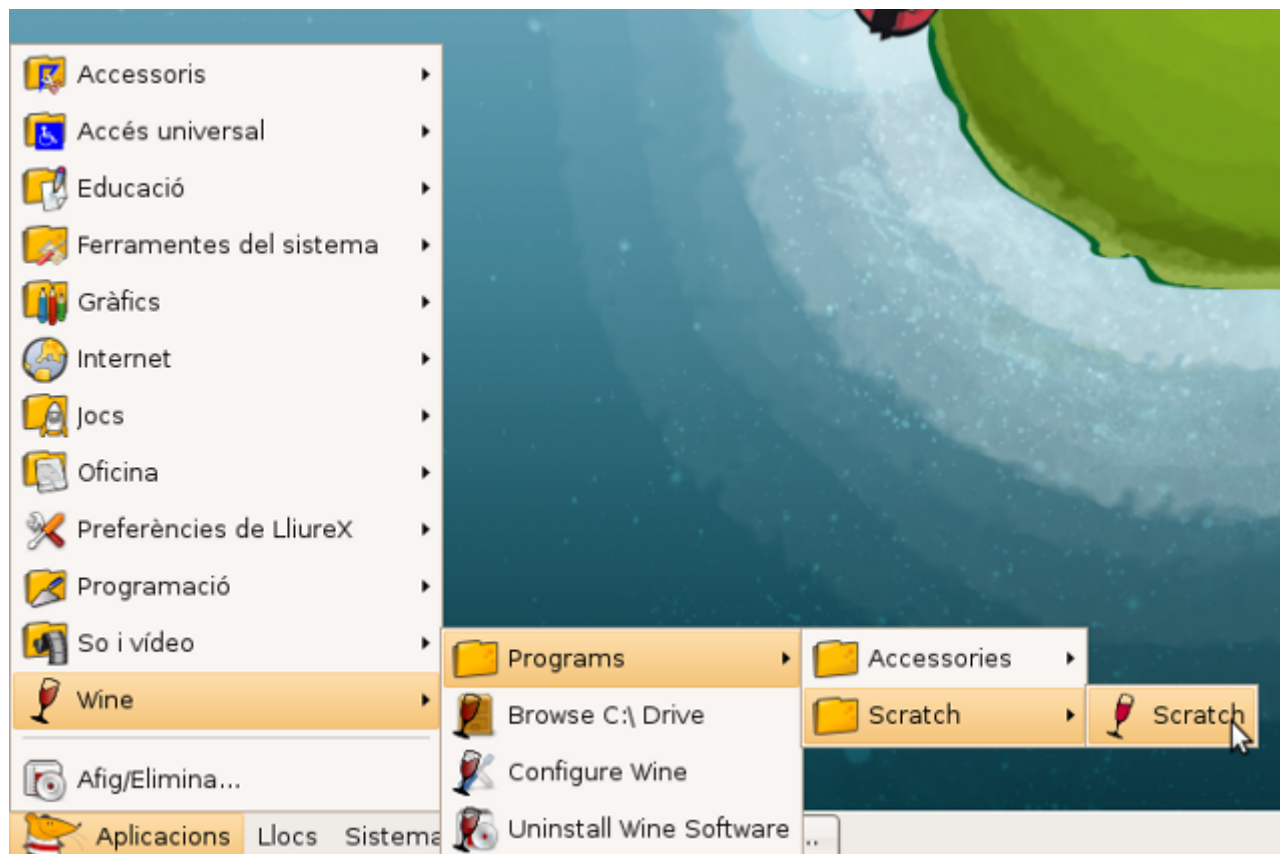 Accessoris
Accés universal
Educació
Ferramentes del sistema
Gràfics
Internet
Jocs
Oficina
Preferències de LliureX
Programació
So i vídeo
Wine
Afig/Elimina...
Aplicacions Llocs Sistema
Programs
Browse C:\ Drive
Configure Wine
Uninstall Wine Software
..
Accessories
Scratch
Scratch